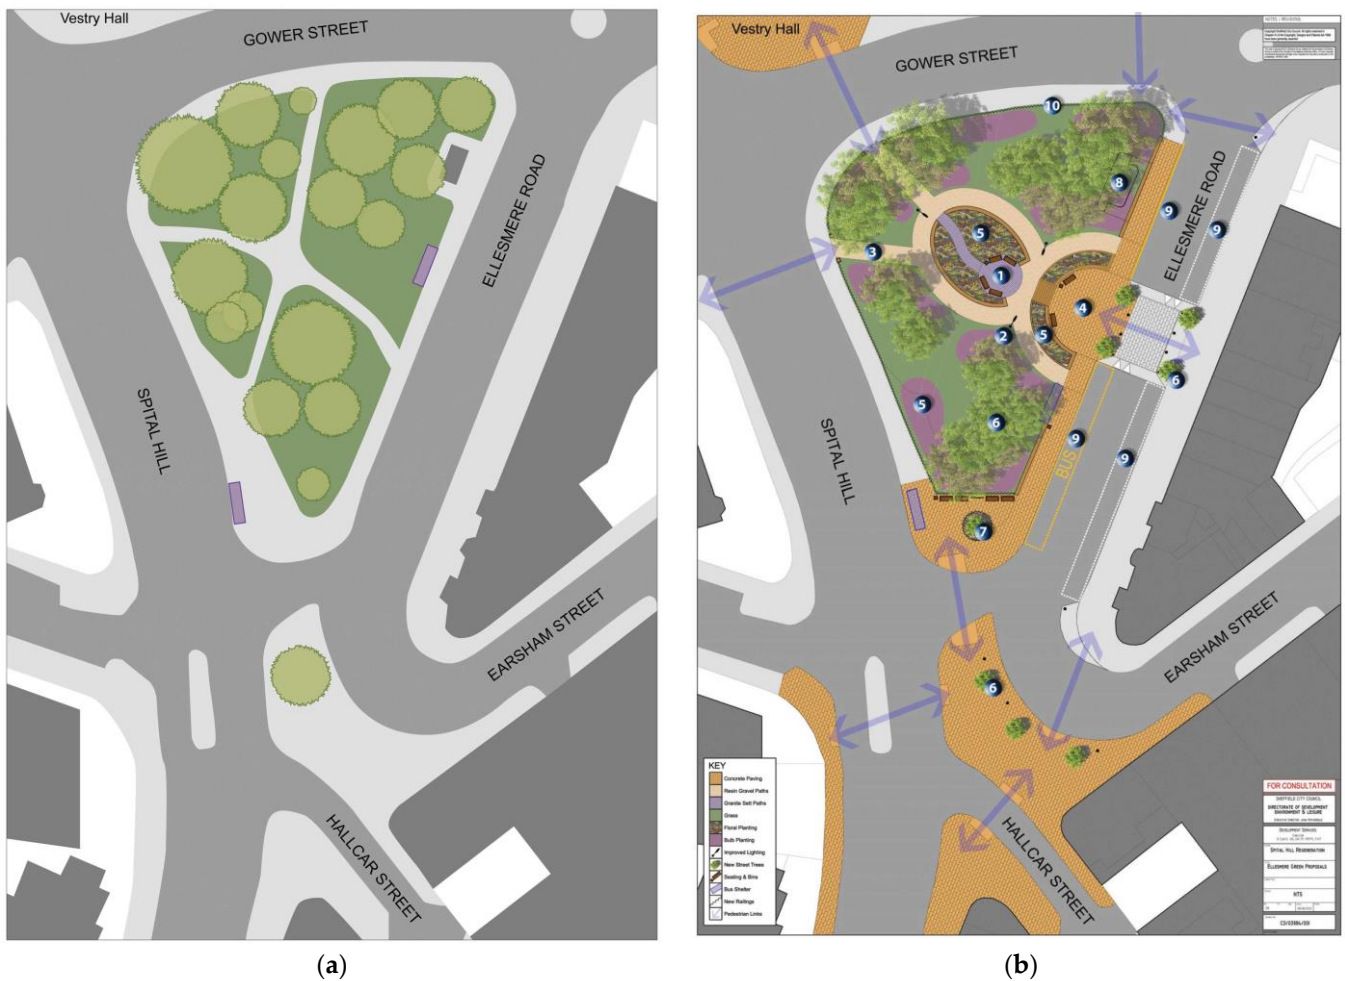 Vestry Hall
GOWER STREET
ELLESMERE ROAD
SPITAL HILL
EARSHAM STREET
HALLCAR STREET
(a)
Vestry Hall
GOWER STREET
10
ELLESMERE ROAD
8
9
9
5
3
1
4
2
5
6
5
6
9
9
BUS
SPITAL HILL
7
EARSHAM STREET
6
HALLCAR STREET
KEY
Concrete Paving
Resin Gravel Paths
Granite Sett Paths
Grass
Floral Planting
Bulb Planting
Improved Lighting
New Street Trees
Seating & Bins
Bus Shelter
New Railings
Pedestrian Links
NOTES / REVISIONS
FOR CONSULTATION
SHEFFIELD CITY COUNCIL
DIRECTORATE OF DEVELOPMENT
ENVIRONMENT & LEISURE
DEVELOPMENT SERVICES
SPITAL HILL REGENERATION
ELLESMERE GREEN PROPOSALS
NTS
(b)